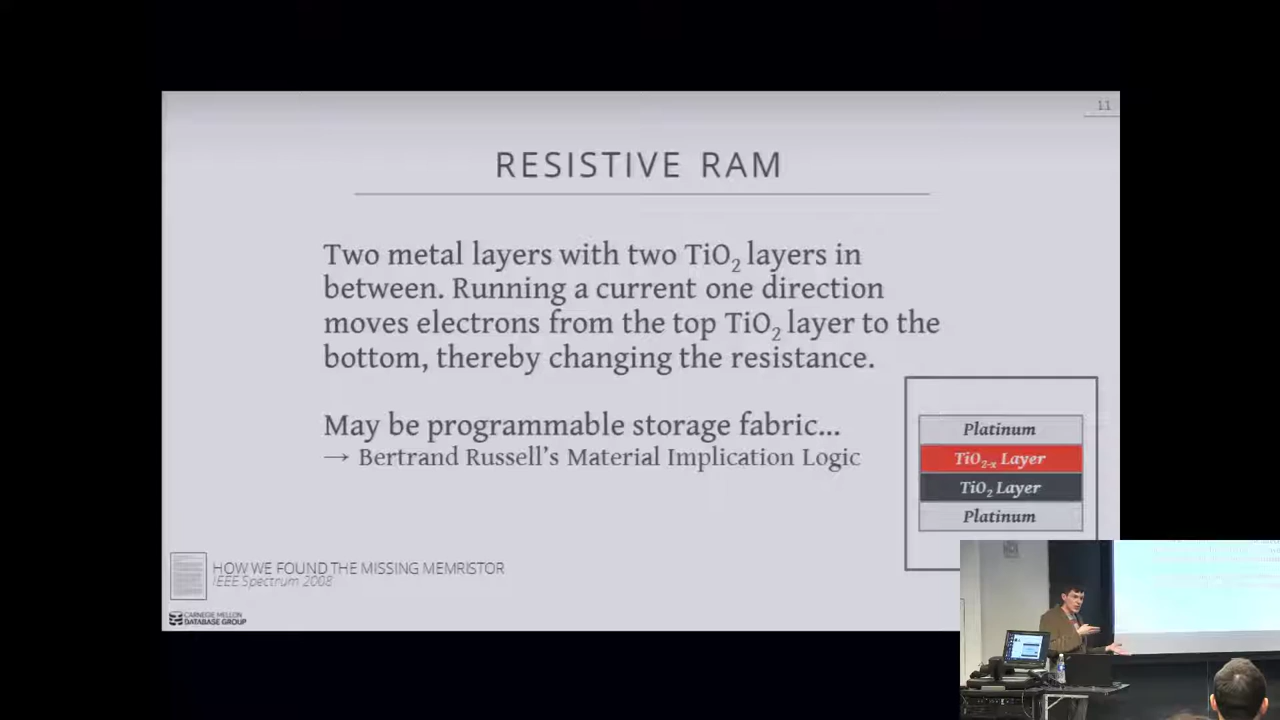 11
RESISTIVE RAM
Two metal layers with two TiO₂ layers in
between. Running a current one direction
moves electrons from the top TiO₂ layer to the
bottom, thereby changing the resistance.
May be programmable storage fabric...
→ Bertrand Russell's Material Implication Logic
Platinum
TiO₂₋ₓ Layer
TiO₂ Layer
Platinum
HOW WE FOUND THE MISSING MEMRISTOR
IEEE Spectrum 2008
CARNEGIE MELLON
DATABASE GROUP